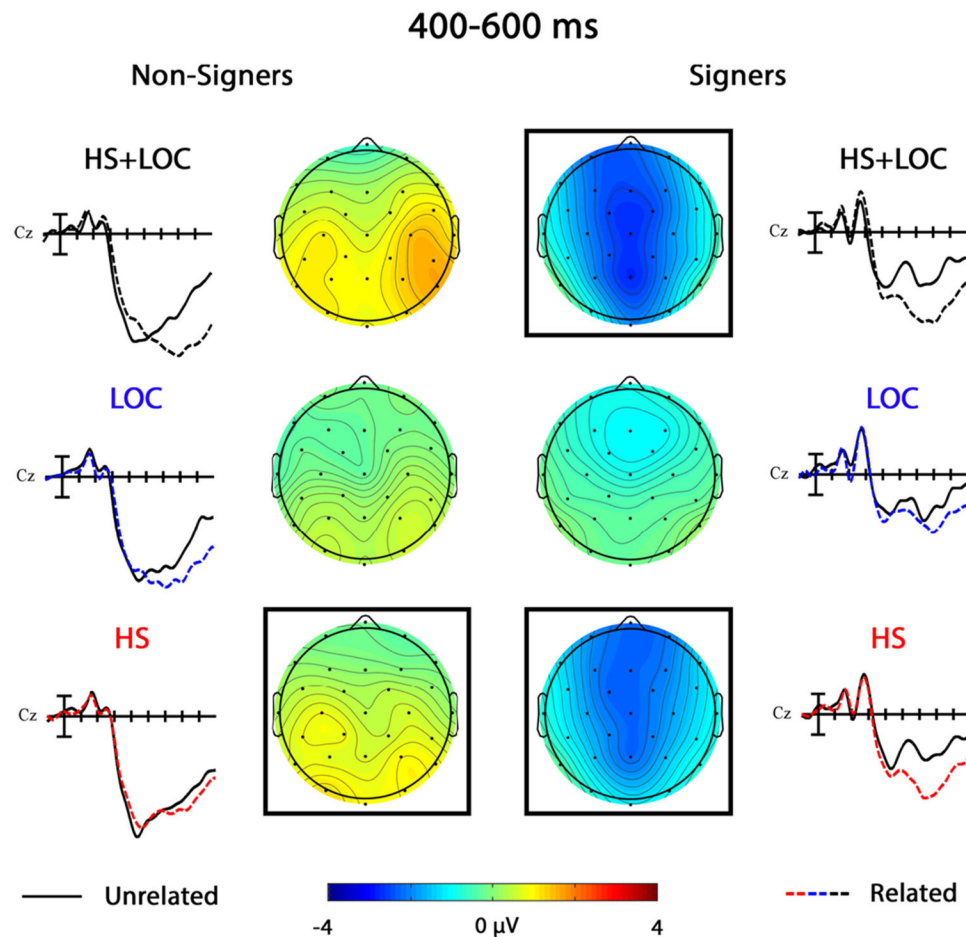 400-600 ms
Non-Signers
Signers
HS+LOC
HS+LOC
Cz
Cz
LOC
LOC
Cz
Cz
HS
HS
Cz
Cz
Unrelated
Related
-4
0 µV
4